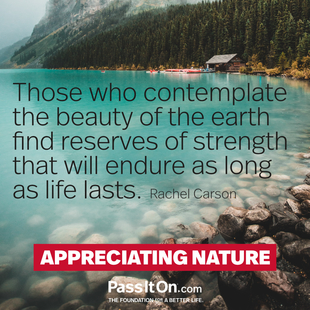 Those who contemplate
the beauty of the earth
find reserves of strength
that will endure as long
as life lasts. Rachel Carson
APPRECIATING NATURE
PassItOn.com
THE FOUNDATION FOR A BETTER LIFE.